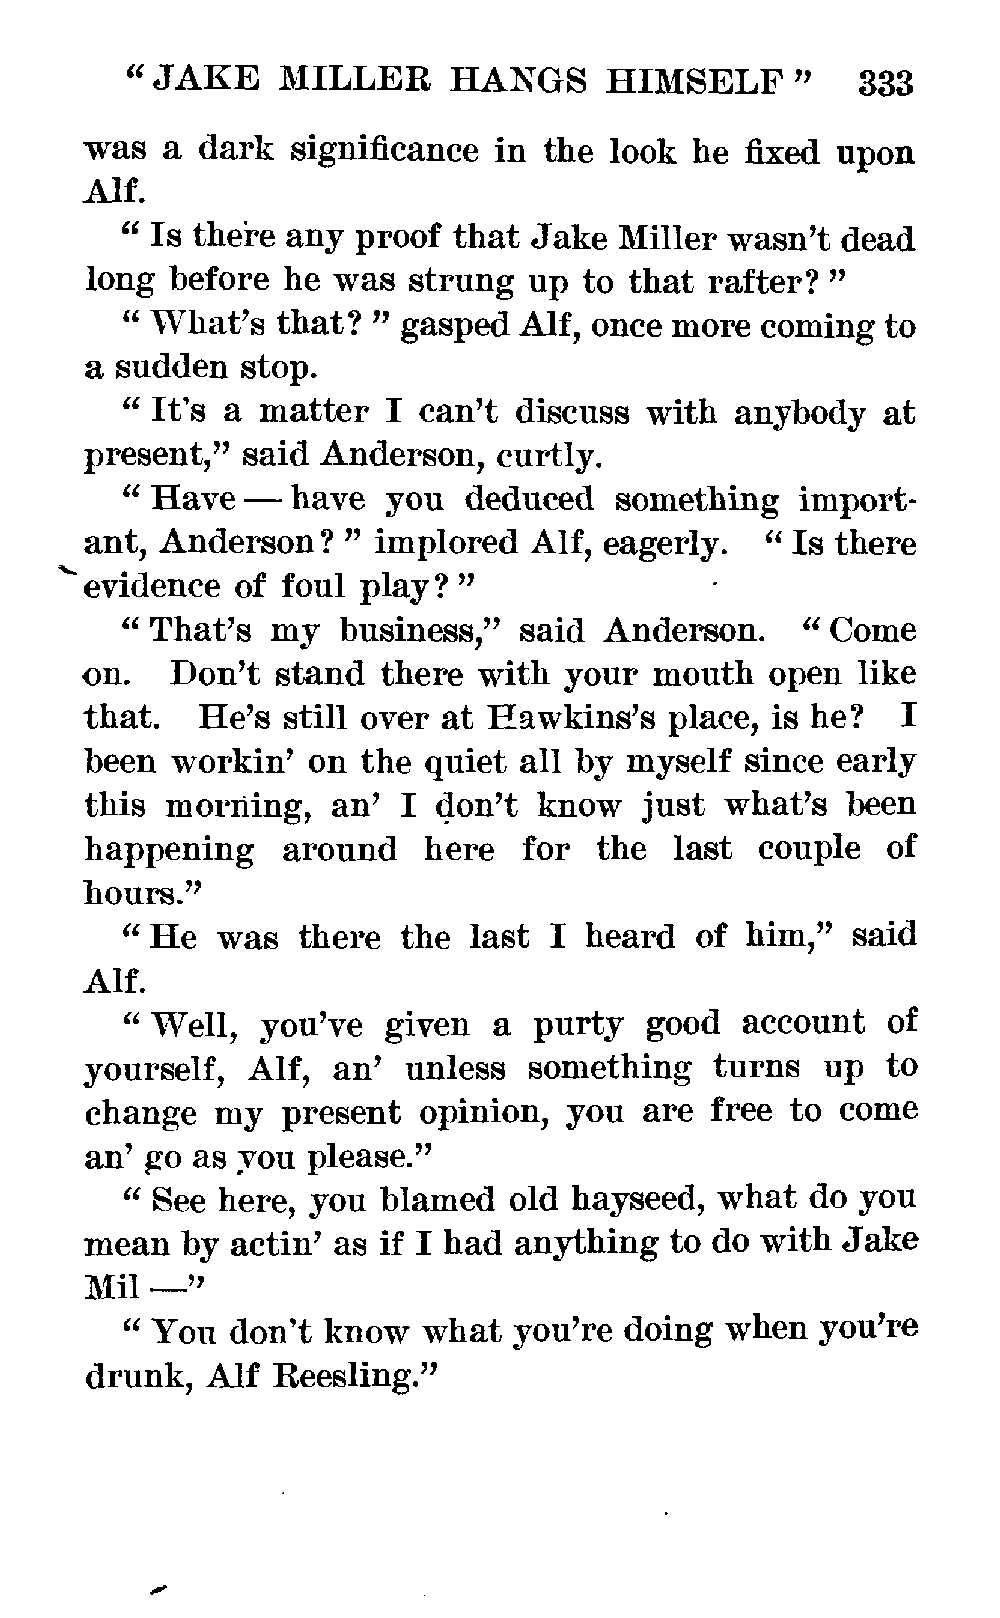 “ JAKE MILLER HANGS HIMSELF ” 333
was a dark significance in the look he fixed upon
Alf.
“ Is there any proof that Jake Miller wasn’t dead
long before he was strung up to that rafter? ”
“ What’s that? ” gasped Alf, once more coming to
a sudden stop.
“ It’s a matter I can’t discuss with anybody at
present,” said Anderson, curtly.
“ Have — have you deduced something import-
ant, Anderson? ” implored Alf, eagerly. “ Is there
evidence of foul play? ”
“ That’s my business,” said Anderson. “ Come
on. Don’t stand there with your mouth open like
that. He’s still over at Hawkins’s place, is he? I
been workin’ on the quiet all by myself since early
this morning, an’ I don’t know just what’s been
happening around here for the last couple of
hours.”
“ He was there the last I heard of him,” said
Alf.
“ Well, you’ve given a purty good account of
yourself, Alf, an’ unless something turns up to
change my present opinion, you are free to come
an’ go as you please.”
“ See here, you blamed old hayseed, what do you
mean by actin’ as if I had anything to do with Jake
Mil —”
“ You don’t know what you’re doing when you’re
drunk, Alf Reesling.”